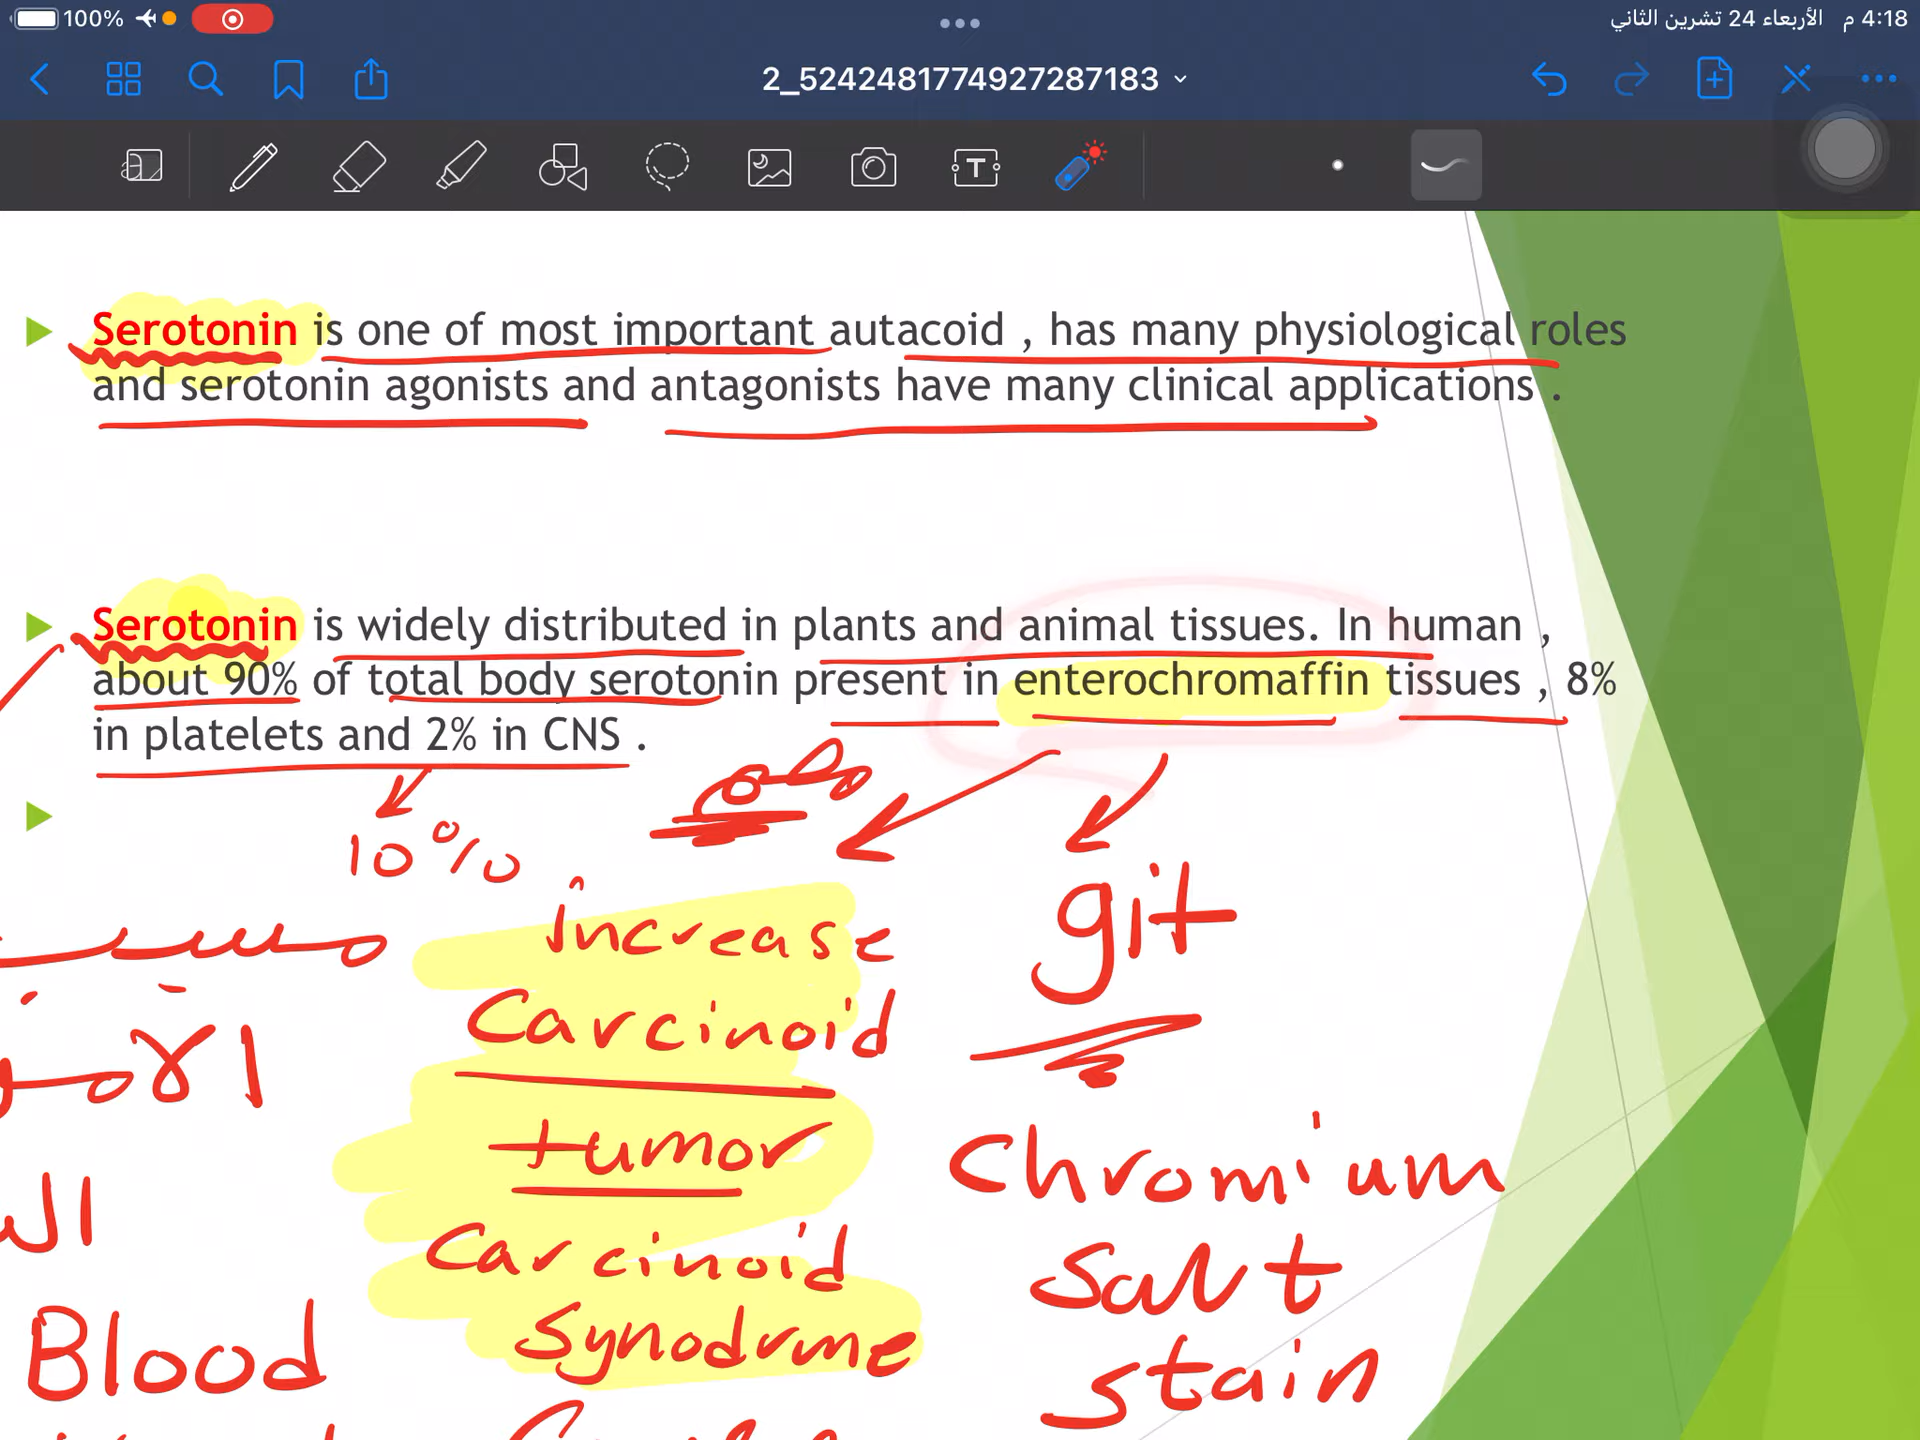 100%
4:18 م الأربعاء 24 تشرين الثاني
2_5242481774927287183
Serotonin is one of most important autacoid , has many physiological roles
and serotonin agonists and antagonists have many clinical applications .
Serotonin is widely distributed in plants and animal tissues. In human ,
about 90% of total body serotonin present in enterochromaffin tissues , 8%
in platelets and 2% in CNS .
10%
increase
Carcinoid
tumor
Carcinoid
Synodrme
git
Chromium
Salt
stain
Blood